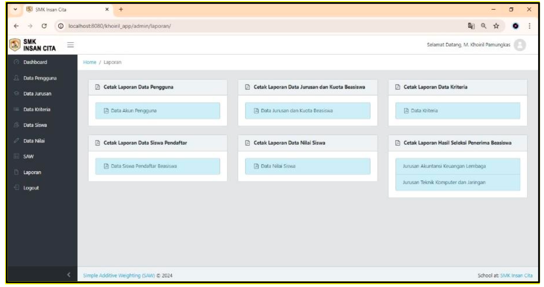 SMK Insan Cita
localhost:8080/khoiril_app/admin/laporan/
SMK
INSAN CITA
Selamat Datang, M. Khoiril Pamungkas
Dashboard
Data Pengguna
Data Jurusan
Data Kriteria
Data Siswa
Data Nilai
SAW
Laporan
Logout
Home / Laporan
Cetak Laporan Data Pengguna
Data Akun Pengguna
Cetak Laporan Data Jurusan dan Kuota Beasiswa
Data Jurusan dan Kuota Beasiswa
Cetak Laporan Data Kriteria
Data Kriteria
Cetak Laporan Data Siswa Pendaftar
Data Siswa Pendaftar Beasiswa
Cetak Laporan Data Nilai Siswa
Data Nilai Siswa
Cetak Laporan Hasil Seleksi Penerima Beasiswa
Jurusan Akuntansi Keuangan Lembaga
Jurusan Teknik Komputer dan Jaringan
Simple Additive Weighting (SAW) © 2024
School at: SMK Insan Cita